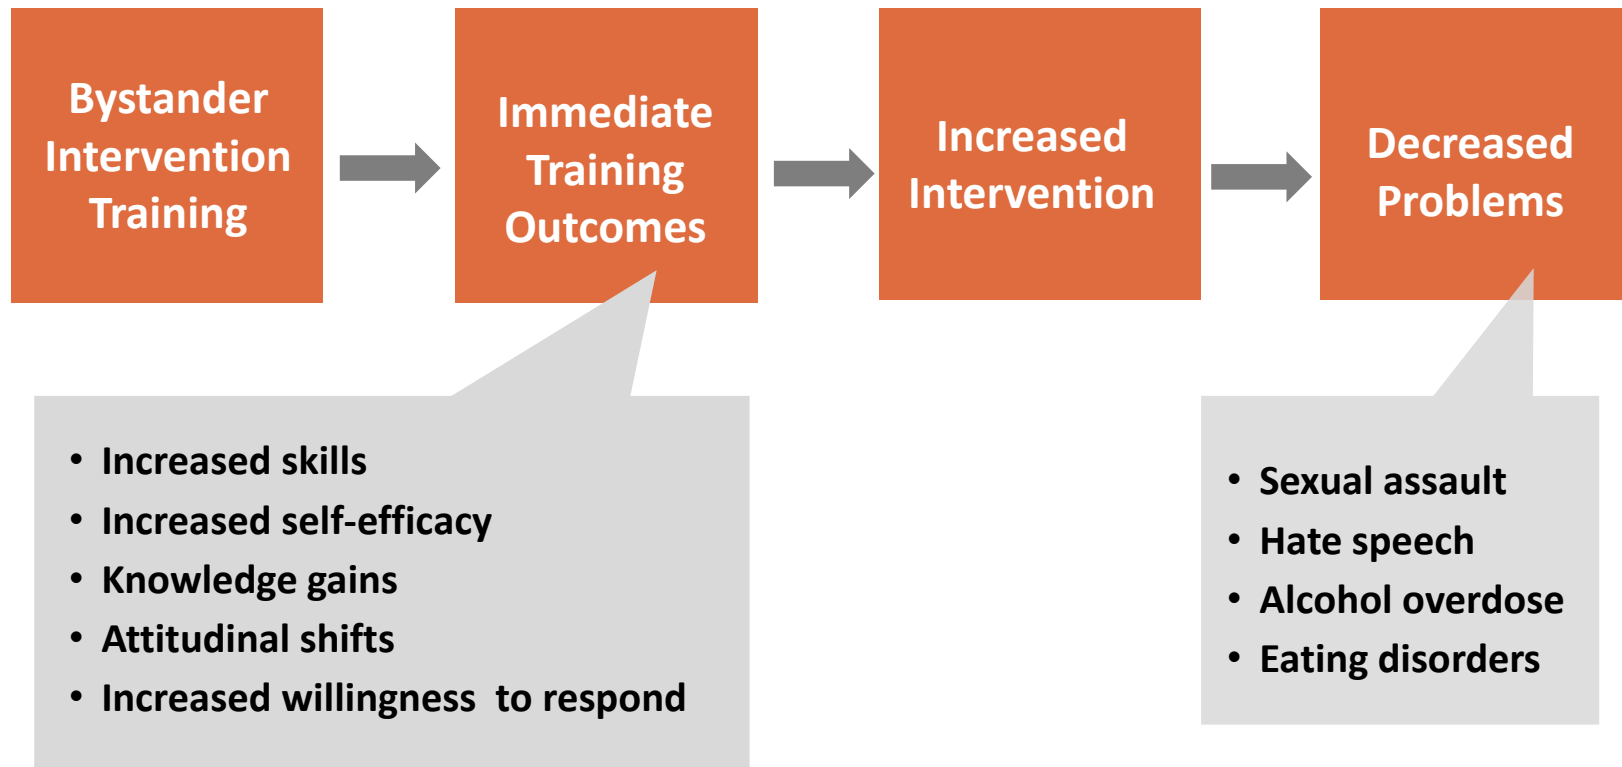 Bystander
Intervention
Training
Immediate
Training
Outcomes
Increased
Intervention
Decreased
Problems
• Increased skills
• Increased self-efficacy
• Knowledge gains
• Attitudinal shifts
• Increased willingness  to respond
• Sexual assault
• Hate speech
• Alcohol overdose
• Eating disorders